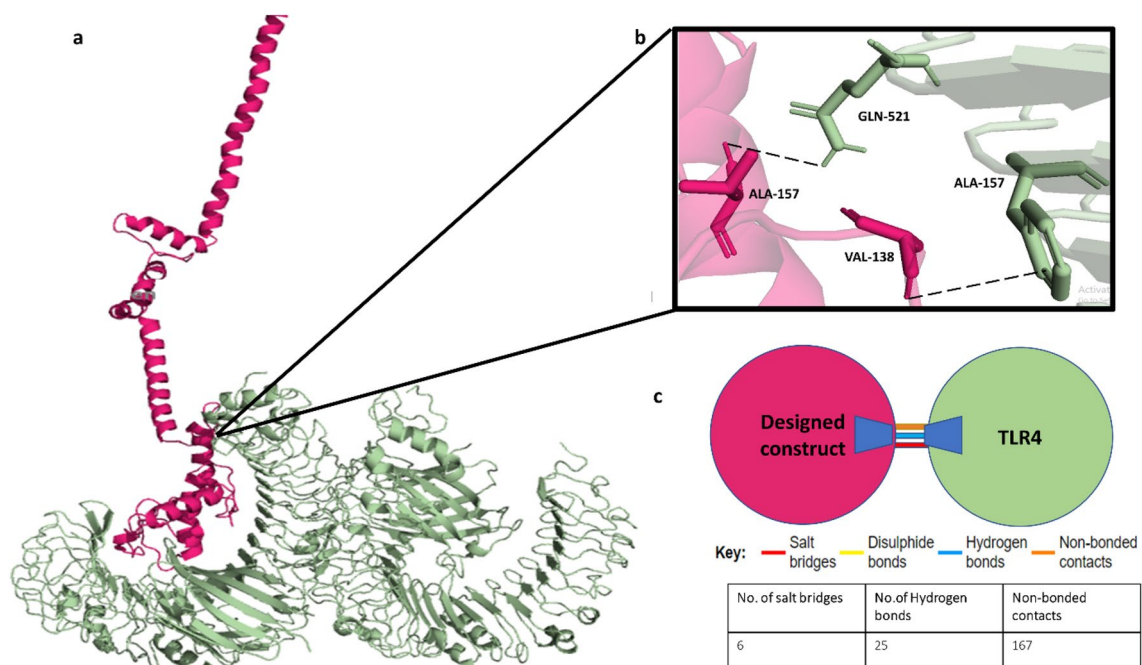 a
b
GLN-521
ALA-157
ALA-157
VAL-138
c
Designed
construct
TLR4
Key:
Salt
bridges
Disulphide
bonds
Hydrogen
bonds
Non-bonded
contacts
No. of salt bridges
No.of Hydrogen
bonds
Non-bonded
contacts
6
25
167